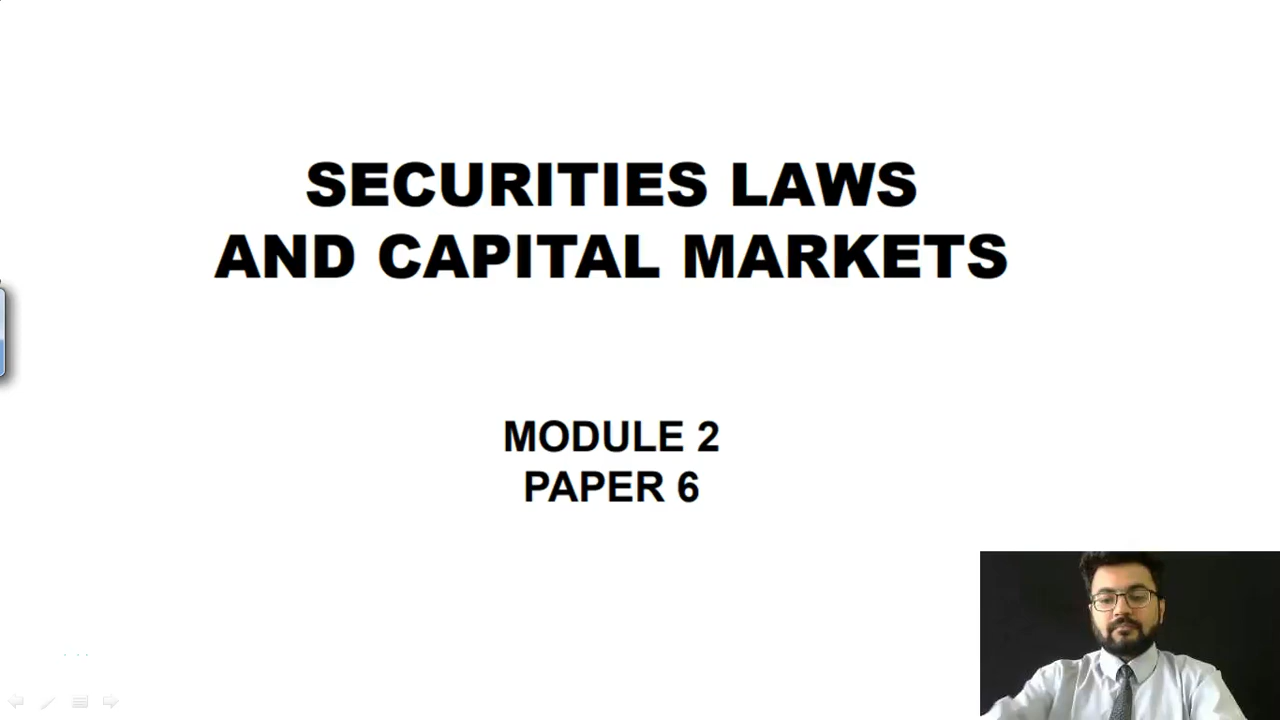 SECURITIES LAWS
AND CAPITAL MARKETS
MODULE 2
PAPER 6